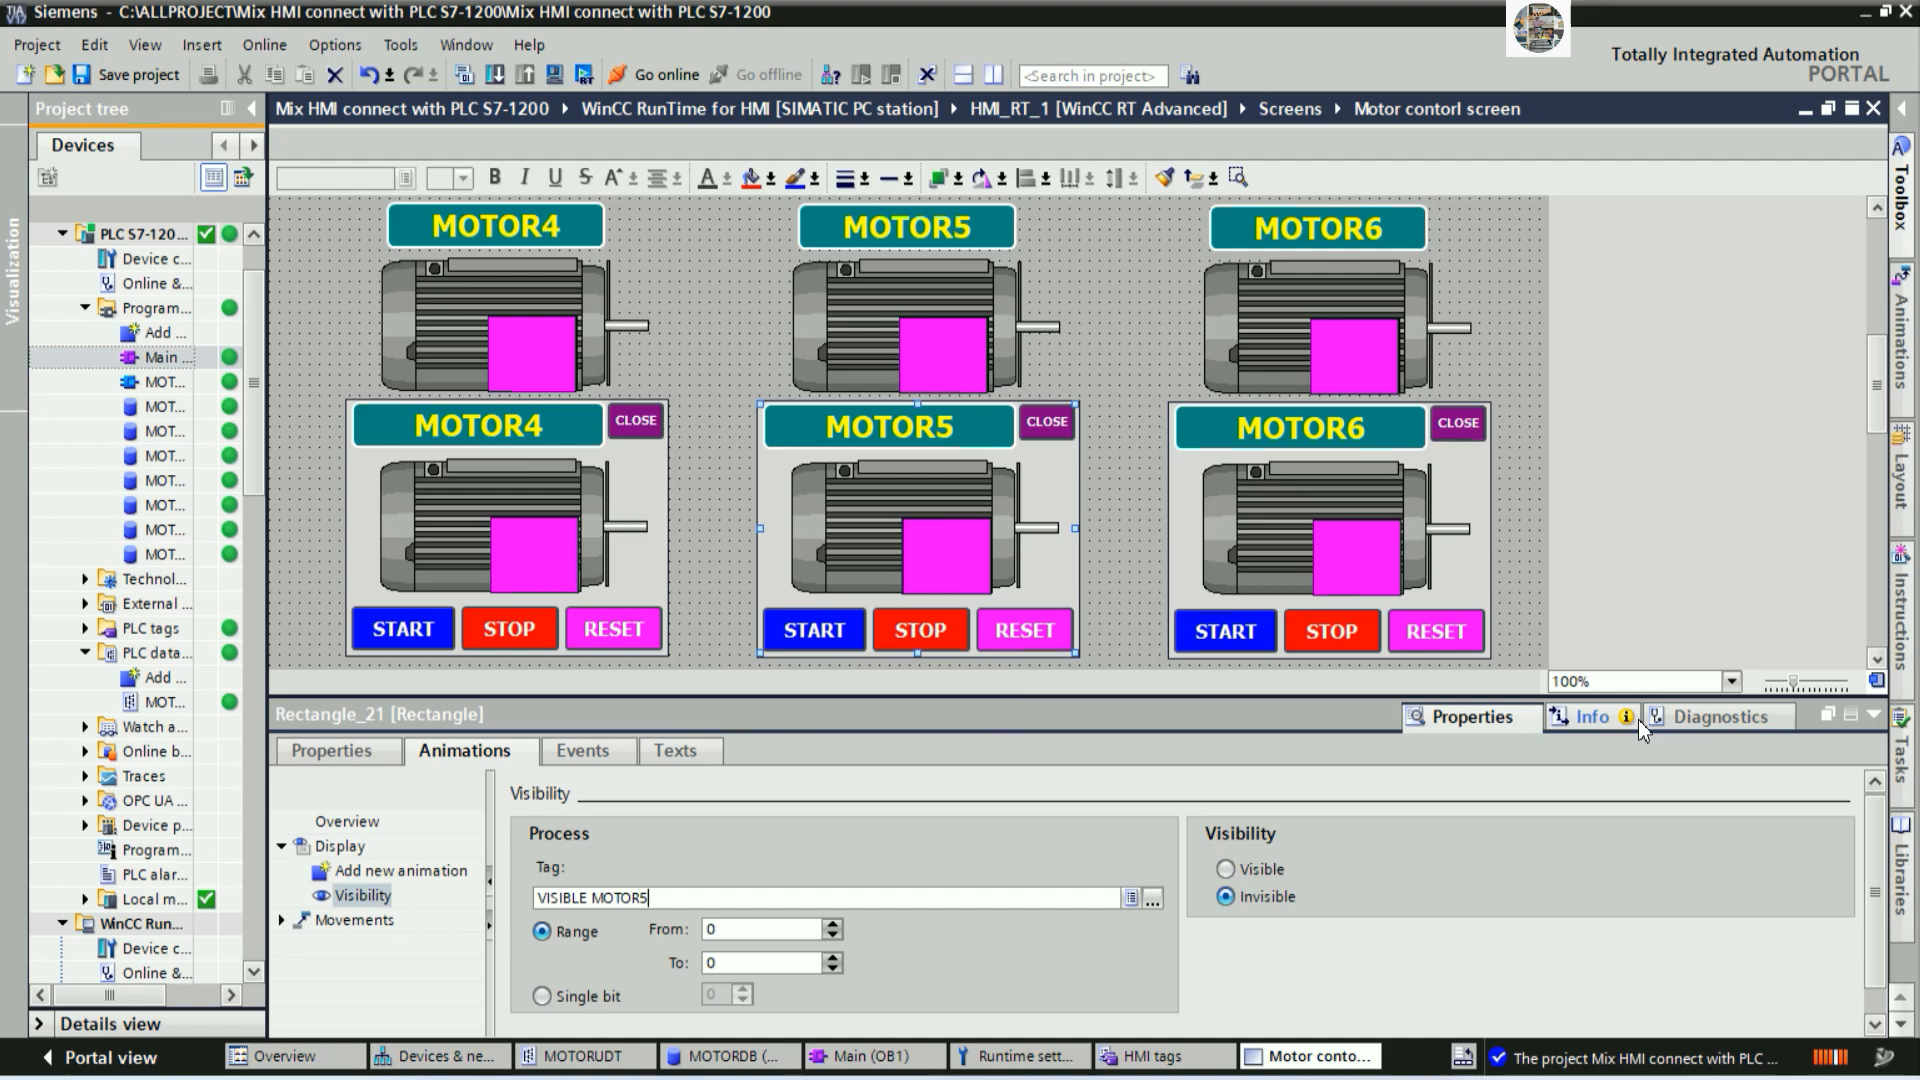 Siemens - C:\ALLPROJECT\Mix HMI connect with PLC S7-1200\Mix HMI connect with PLC S7-1200
Project Edit View Insert Online Options Tools Window Help
Totally Integrated Automation
PORTAL
Save project
Go online
Go offline
<Search in project>
Project tree
Mix HMI connect with PLC S7-1200 WinCC RunTime for HMI [SIMATIC PC station] HMI_RT_1 [WinCC RT Advanced] Screens Motor contorl screen
Devices
Visualization
PLC S7-120...
Device c...
Online &...
Program...
Add ...
Main ...
MOT...
MOT...
MOT...
MOT...
MOT...
MOT...
MOT...
MOT...
Technol...
External ...
PLC tags
PLC data...
Add ...
MOT...
Watch a...
Online b...
Traces
OPC UA ...
Device p...
Program...
PLC alar...
Local m...
WinCC Run...
Device c...
Online &...
Details view
B I U S A
MOTOR4
MOTOR5
MOTOR6
MOTOR4 CLOSE
MOTOR5 CLOSE
MOTOR6 CLOSE
START STOP RESET
START STOP RESET
START STOP RESET
100%
Toolbox
Animations
Layout
Instructions
Tasks
Libraries
Rectangle_21 [Rectangle]
Properties
Info
Diagnostics
Properties Animations Events Texts
Overview
Display
Add new animation
Visibility
Movements
Visibility
Process
Tag:
VISIBLE MOTOR5
...
Range From: 0
To: 0
Single bit 0
Visibility
Visible
Invisible
Portal view
Overview
Devices & ne...
MOTORUDT
MOTORDB (...
Main (OB1)
Runtime sett...
HMI tags
Motor conto...
The project Mix HMI connect with PLC ...